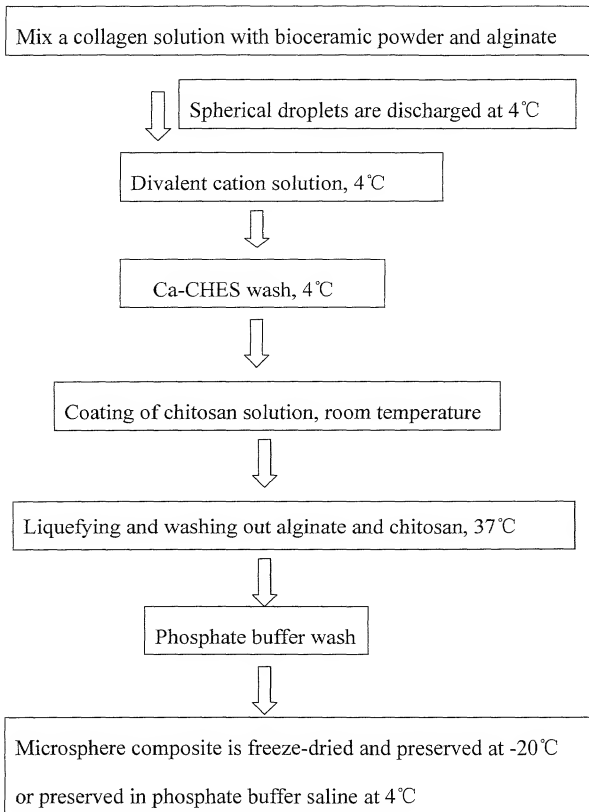 Mix a collagen solution with bioceramic powder and alginate
Spherical droplets are discharged at 4℃
Divalent cation solution, 4℃
Ca-CHES wash, 4℃
Coating of chitosan solution, room temperature
Liquefying and washing out alginate and chitosan, 37℃
Phosphate buffer wash
Microsphere composite is freeze-dried and preserved at -20℃
or preserved in phosphate buffer saline at 4℃